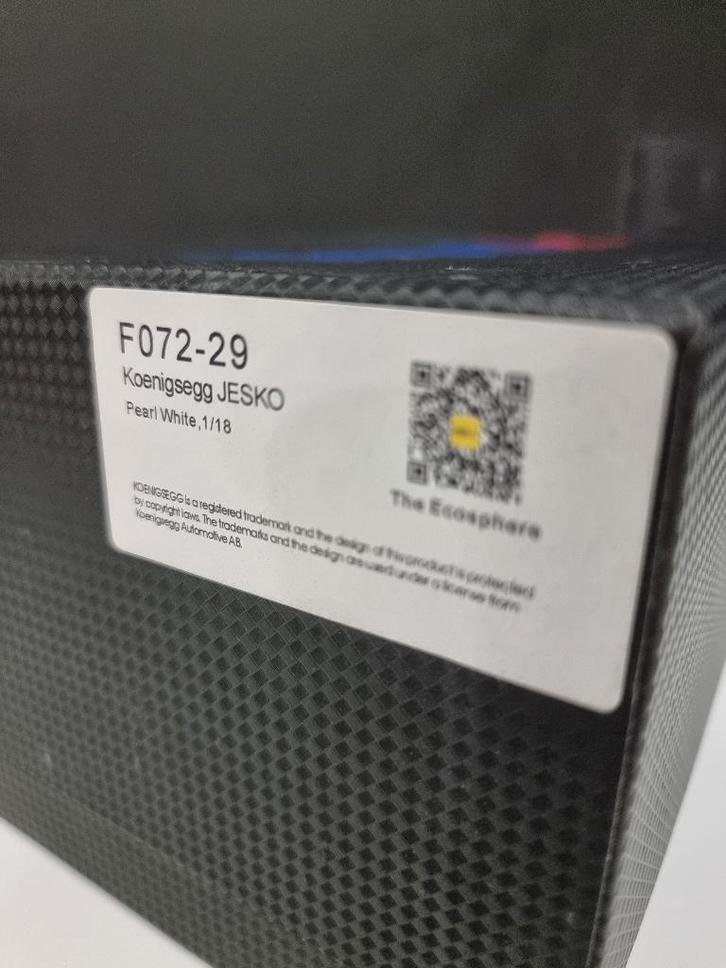 F072-29
Koenigsegg JESKO
Pearl White,1/18
The Ecosphere
KOENIGSEGG is a registered trademark and the design of this product is protected
by copyright laws. The trademarks and the design are used under a license from
Koenigsegg Automotive AB.